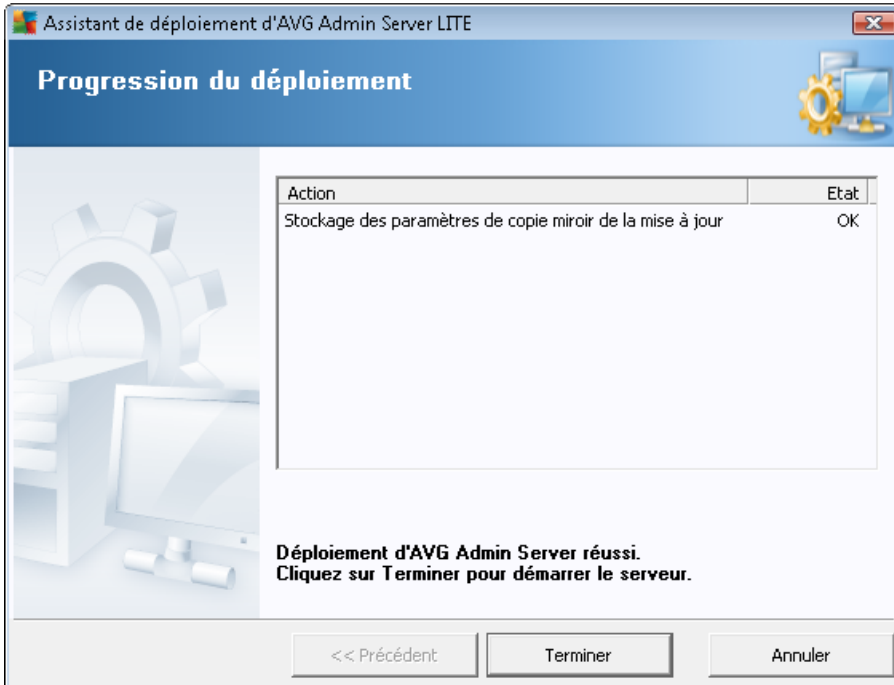 Assistant de déploiement d'AVG Admin Server LITE
Progression du déploiement
Action Etat
Stockage des paramètres de copie miroir de la mise à jour OK
Déploiement d'AVG Admin Server réussi.
Cliquez sur Terminer pour démarrer le serveur.
<< Précédent Terminer Annuler